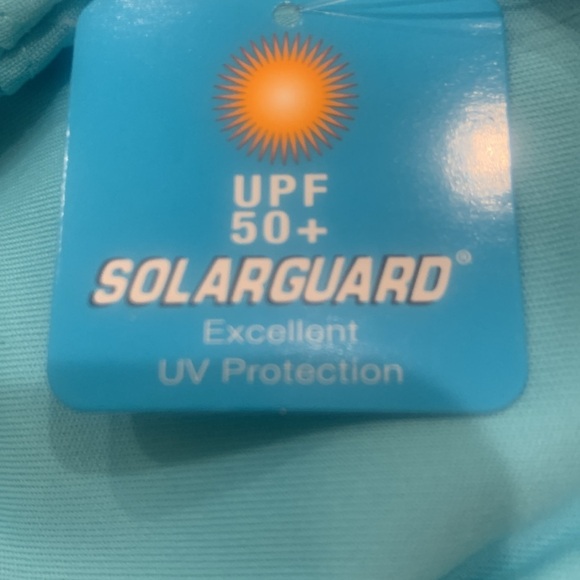 UPF
50+
SOLARGUARD®
Excellent
UV Protection